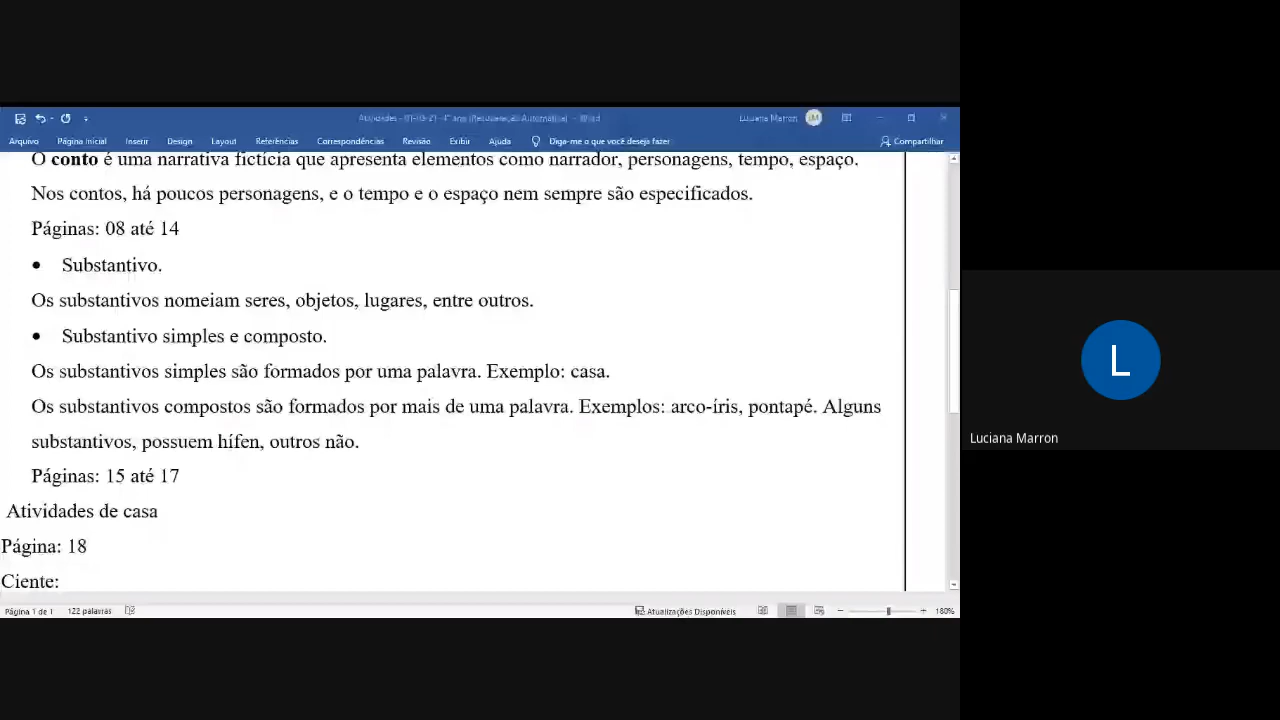 Luciana Marron
LM
Arquivo Página Inicial Inserir Design Layout Referências Correspondências Revisão Exibir Ajuda Diga-me o que você deseja fazer Compartilhar
O conto é uma narrativa fictícia que apresenta elementos como narrador, personagens, tempo, espaço.
Nos contos, há poucos personagens, e o tempo e o espaço nem sempre são especificados.
Páginas: 08 até 14
• Substantivo.
Os substantivos nomeiam seres, objetos, lugares, entre outros.
• Substantivo simples e composto.
Os substantivos simples são formados por uma palavra. Exemplo: casa.
Os substantivos compostos são formados por mais de uma palavra. Exemplos: arco-íris, pontapé. Alguns
substantivos, possuem hífen, outros não.
Páginas: 15 até 17
Atividades de casa
Página: 18
Ciente:
Página 1 de 1 122 palavras Atualizações Disponíveis 180%
L
Luciana Marron